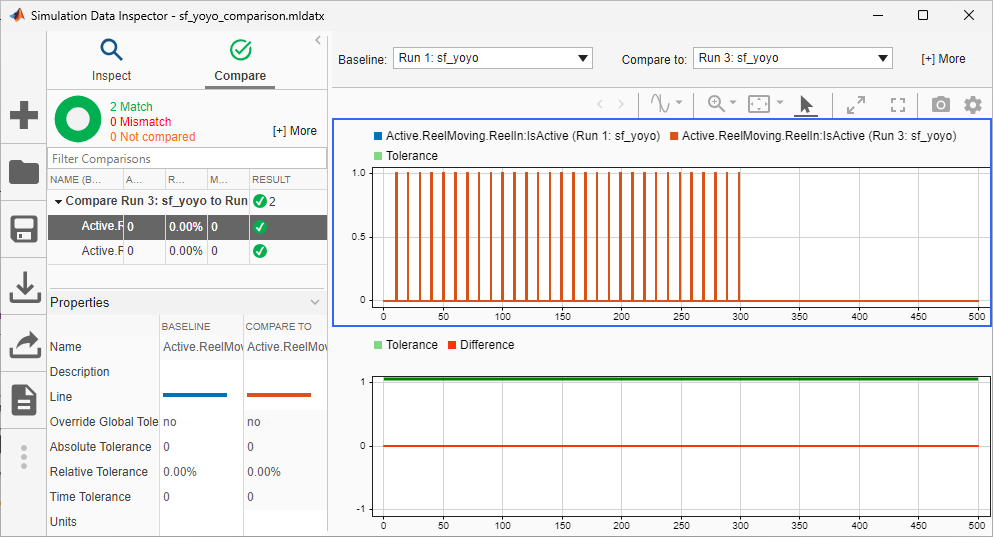 Simulation Data Inspector - sf_yoyo_comparison.mldatx
Inspect
Compare
2 Match
0 Mismatch
0 Not compared
[+] More
Filter Comparisons
NAME (B... A... R... M... RESULT
Compare Run 3: sf_yoyo to Run 2
Active.R 0 0.00% 0
Active.R 0 0.00% 0
Properties
BASELINE COMPARE TO
Name Active.ReelMov Active.ReelMov
Description
Line
Override Global Tole no no
Absolute Tolerance 0 0
Relative Tolerance 0.00% 0.00%
Time Tolerance 0 0
Units
Baseline: Run 1: sf_yoyo Compare to: Run 3: sf_yoyo [+] More
Active.ReelMoving.ReelIn:IsActive (Run 1: sf_yoyo) Active.ReelMoving.ReelIn:IsActive (Run 3: sf_yoyo)
Tolerance
1.0
0.5
0
0 50 100 150 200 250 300 350 400 450 500
Tolerance Difference
1
0
-1
0 50 100 150 200 250 300 350 400 450 500